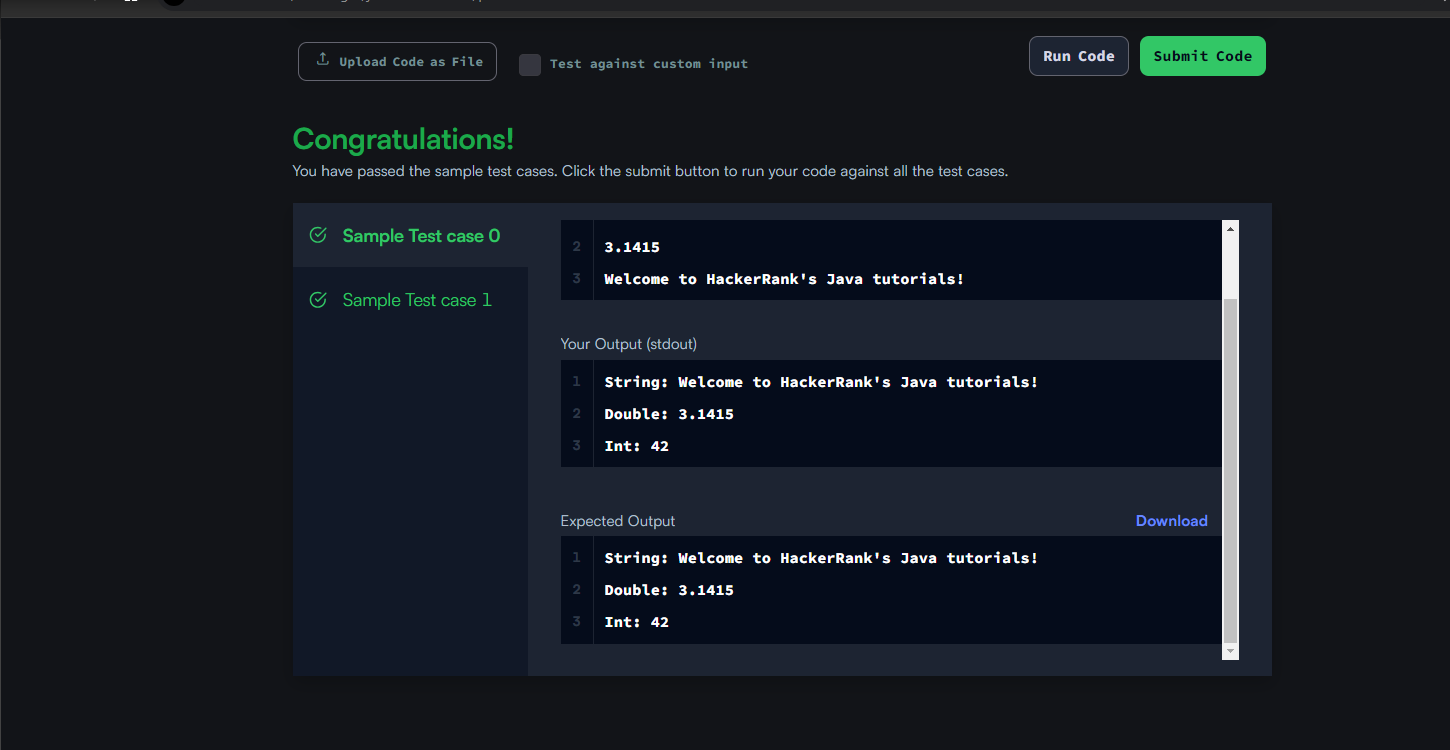 Upload Code as File
Test against custom input
Run Code
Submit Code
Congratulations!
You have passed the sample test cases. Click the submit button to run your code against all the test cases.
Sample Test case 0
Sample Test case 1
2 3.1415
3 Welcome to HackerRank's Java tutorials!
Your Output (stdout)
1 String: Welcome to HackerRank's Java tutorials!
2 Double: 3.1415
3 Int: 42
Expected Output
Download
1 String: Welcome to HackerRank's Java tutorials!
2 Double: 3.1415
3 Int: 42